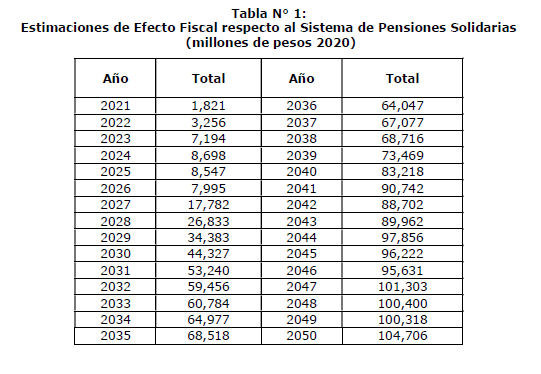 Tabla N° 1:
Estimaciones de Efecto Fiscal respecto al Sistema de Pensiones Solidarias
(millones de pesos 2020)
Año Total Año Total
2021 1,821 2036 64,047
2022 3,256 2037 67,077
2023 7,194 2038 68,716
2024 8,698 2039 73,469
2025 8,547 2040 83,218
2026 7,995 2041 90,742
2027 17,782 2042 88,702
2028 26,833 2043 89,962
2029 34,383 2044 97,856
2030 44,327 2045 96,222
2031 53,240 2046 95,631
2032 59,456 2047 101,303
2033 60,784 2048 100,400
2034 64,977 2049 100,318
2035 68,518 2050 104,706